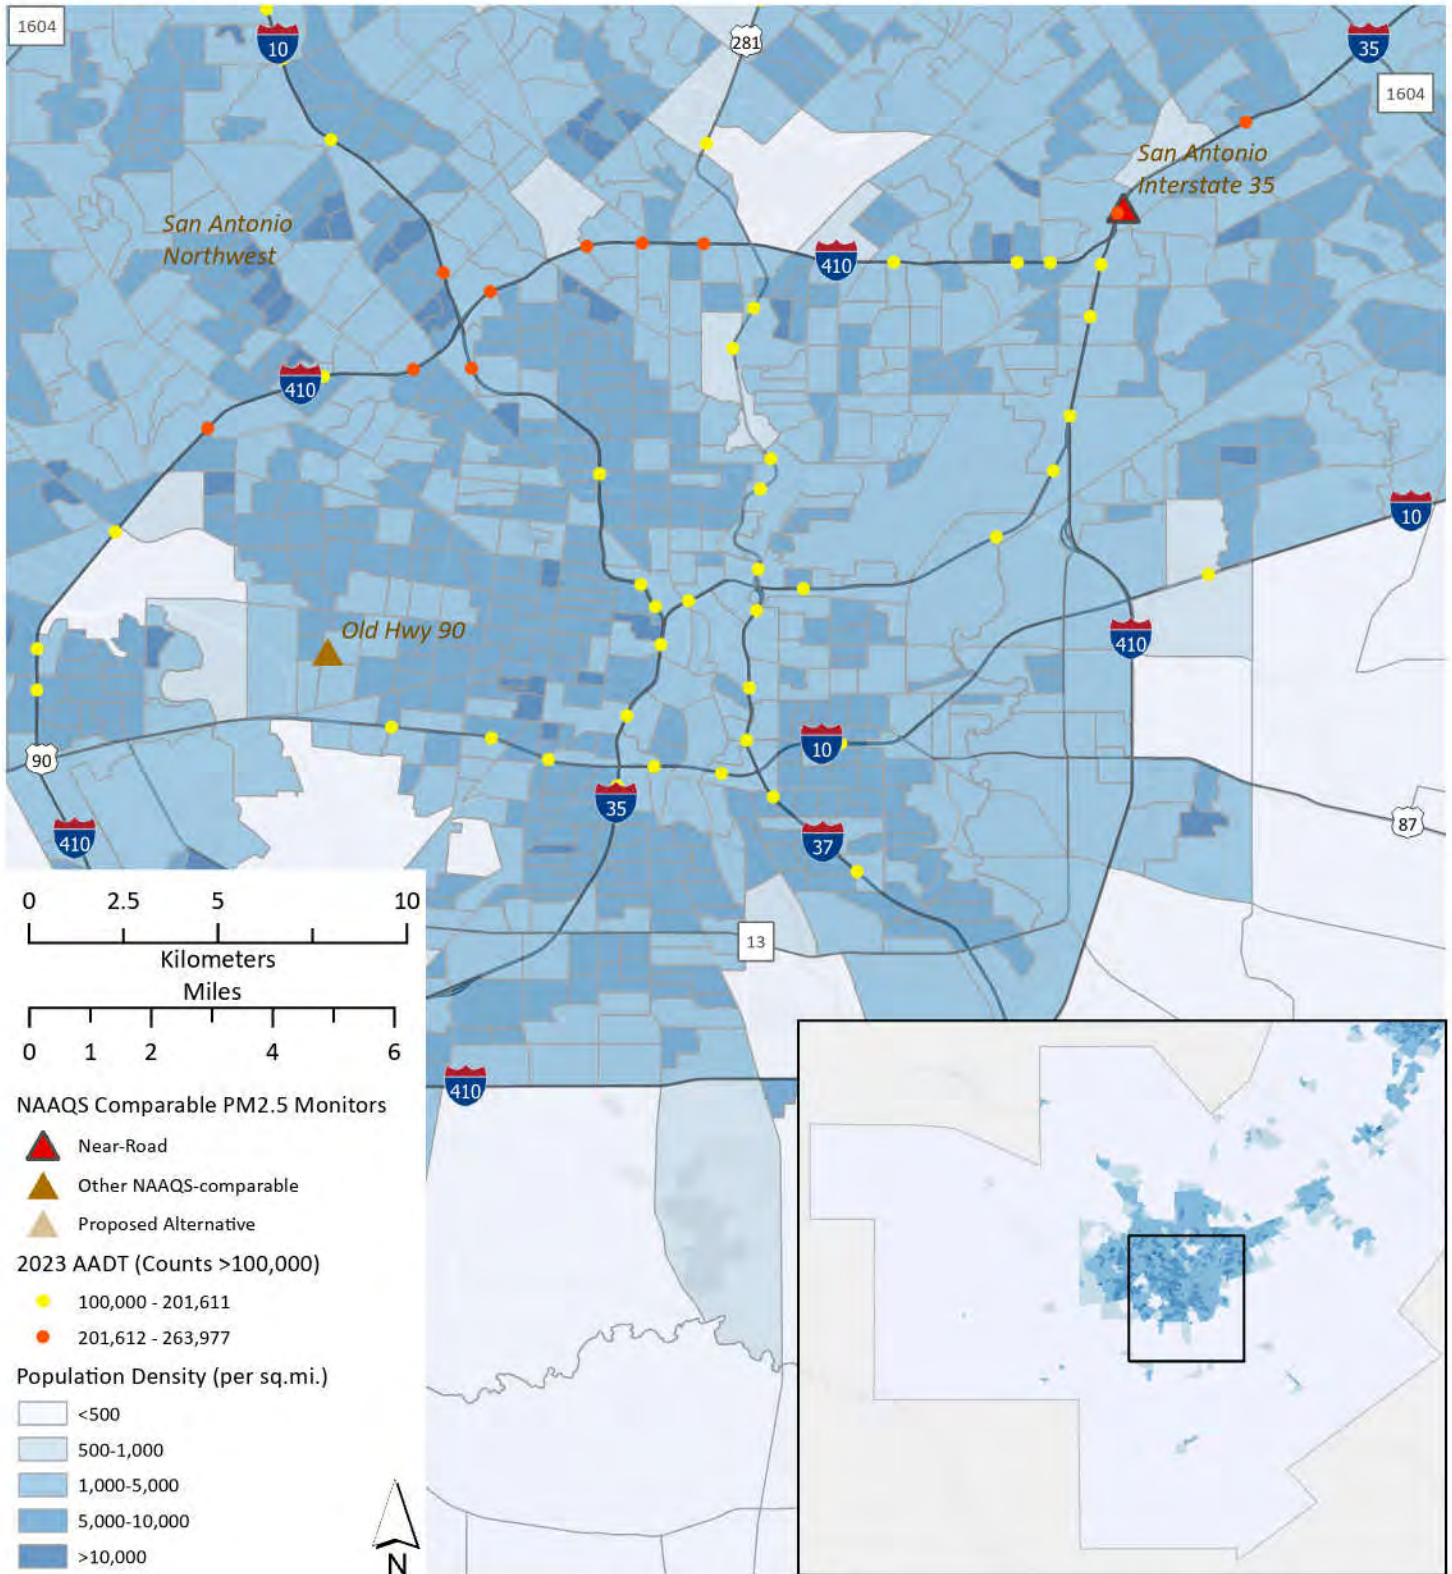 1604
10
281
35
1604
San Antonio
Interstate 35
San Antonio
Northwest
410
410
10
Old Hwy 90
410
90
10
35
410
37
87
13
410
0 2.5 5 10
Kilometers
Miles
0 1 2 4 6
NAAQS Comparable PM2.5 Monitors
Near-Road
Other NAAQS-comparable
Proposed Alternative
2023 AADT (Counts >100,000)
100,000 - 201,611
201,612 - 263,977
Population Density (per sq.mi.)
<500
500-1,000
1,000-5,000
5,000-10,000
>10,000
N